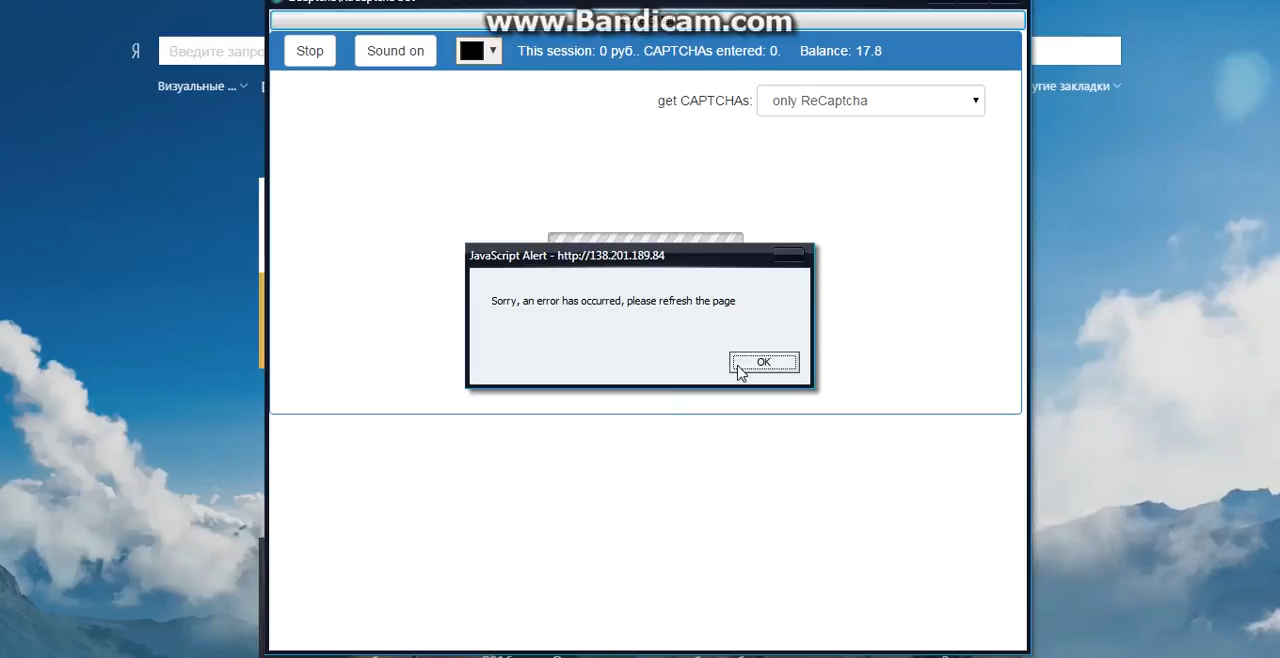 www.Bandicam.com
Я
Введите запро
Stop
Sound on
This session: 0 руб.. CAPTCHAs entered: 0.
Balance: 17.8
Визуальные ...
ругие закладки
get CAPTCHAs:
only ReCaptcha
JavaScript Alert - http://138.201.189.84
Sorry, an error has occurred, please refresh the page
OK